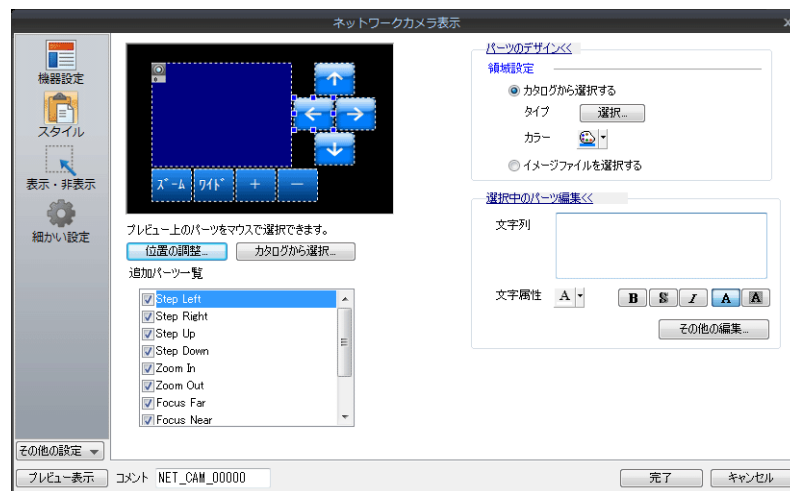 ネットワークカメラ表示
機器設定
スタイル
表示・非表示
細かい設定
その他の設定
ズーム ワイド + －
プレビュー上のパーツをマウスで選択できます。
位置の調整... カタログから選択...
追加パーツ一覧
Step Left
Step Right
Step Up
Step Down
Zoom In
Zoom Out
Focus Far
Focus Near
パーツのデザイン<<
領域設定
カタログから選択する
タイプ 選択...
カラー
イメージファイルを選択する
選択中のパーツ編集<<
文字列
文字属性 A B S I A A
その他の編集...
プレビュー表示 コメント NET_CAM_00000 完了 キャンセル